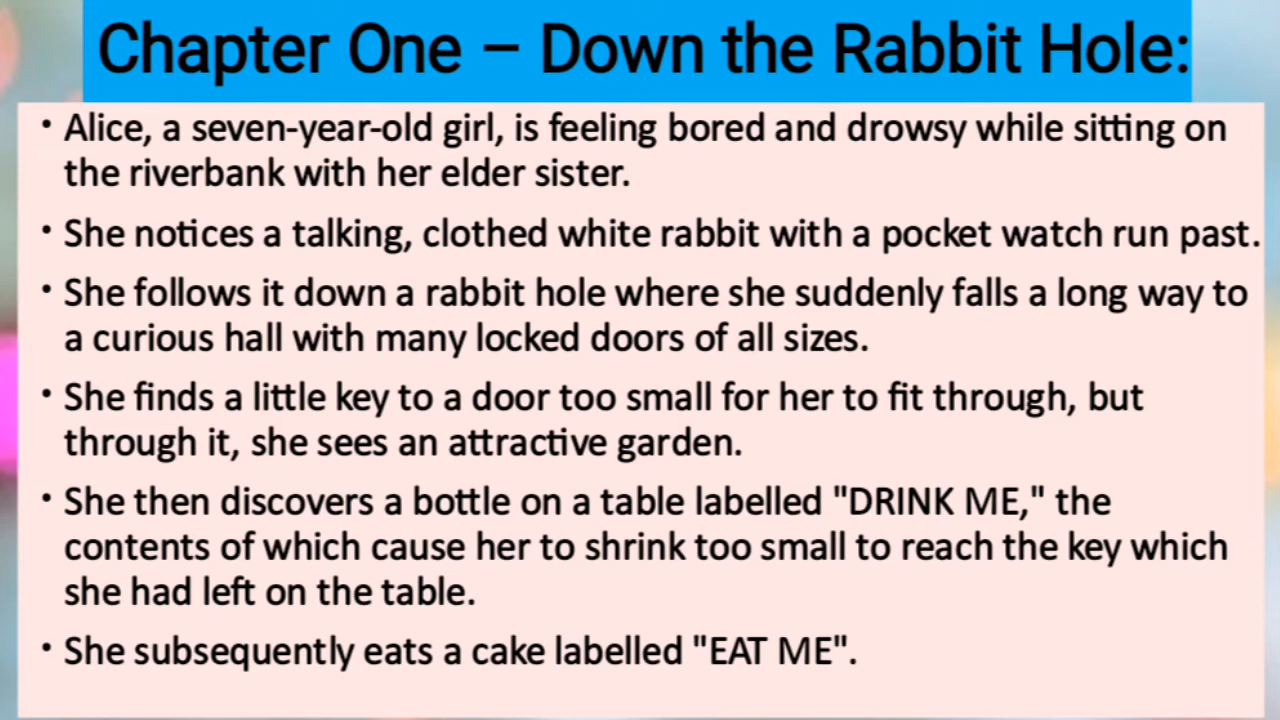 Chapter One – Down the Rabbit Hole:
• Alice, a seven-year-old girl, is feeling bored and drowsy while sitting on
the riverbank with her elder sister.
• She notices a talking, clothed white rabbit with a pocket watch run past.
• She follows it down a rabbit hole where she suddenly falls a long way to
a curious hall with many locked doors of all sizes.
• She finds a little key to a door too small for her to fit through, but
through it, she sees an attractive garden.
• She then discovers a bottle on a table labelled "DRINK ME," the
contents of which cause her to shrink too small to reach the key which
she had left on the table.
• She subsequently eats a cake labelled "EAT ME".